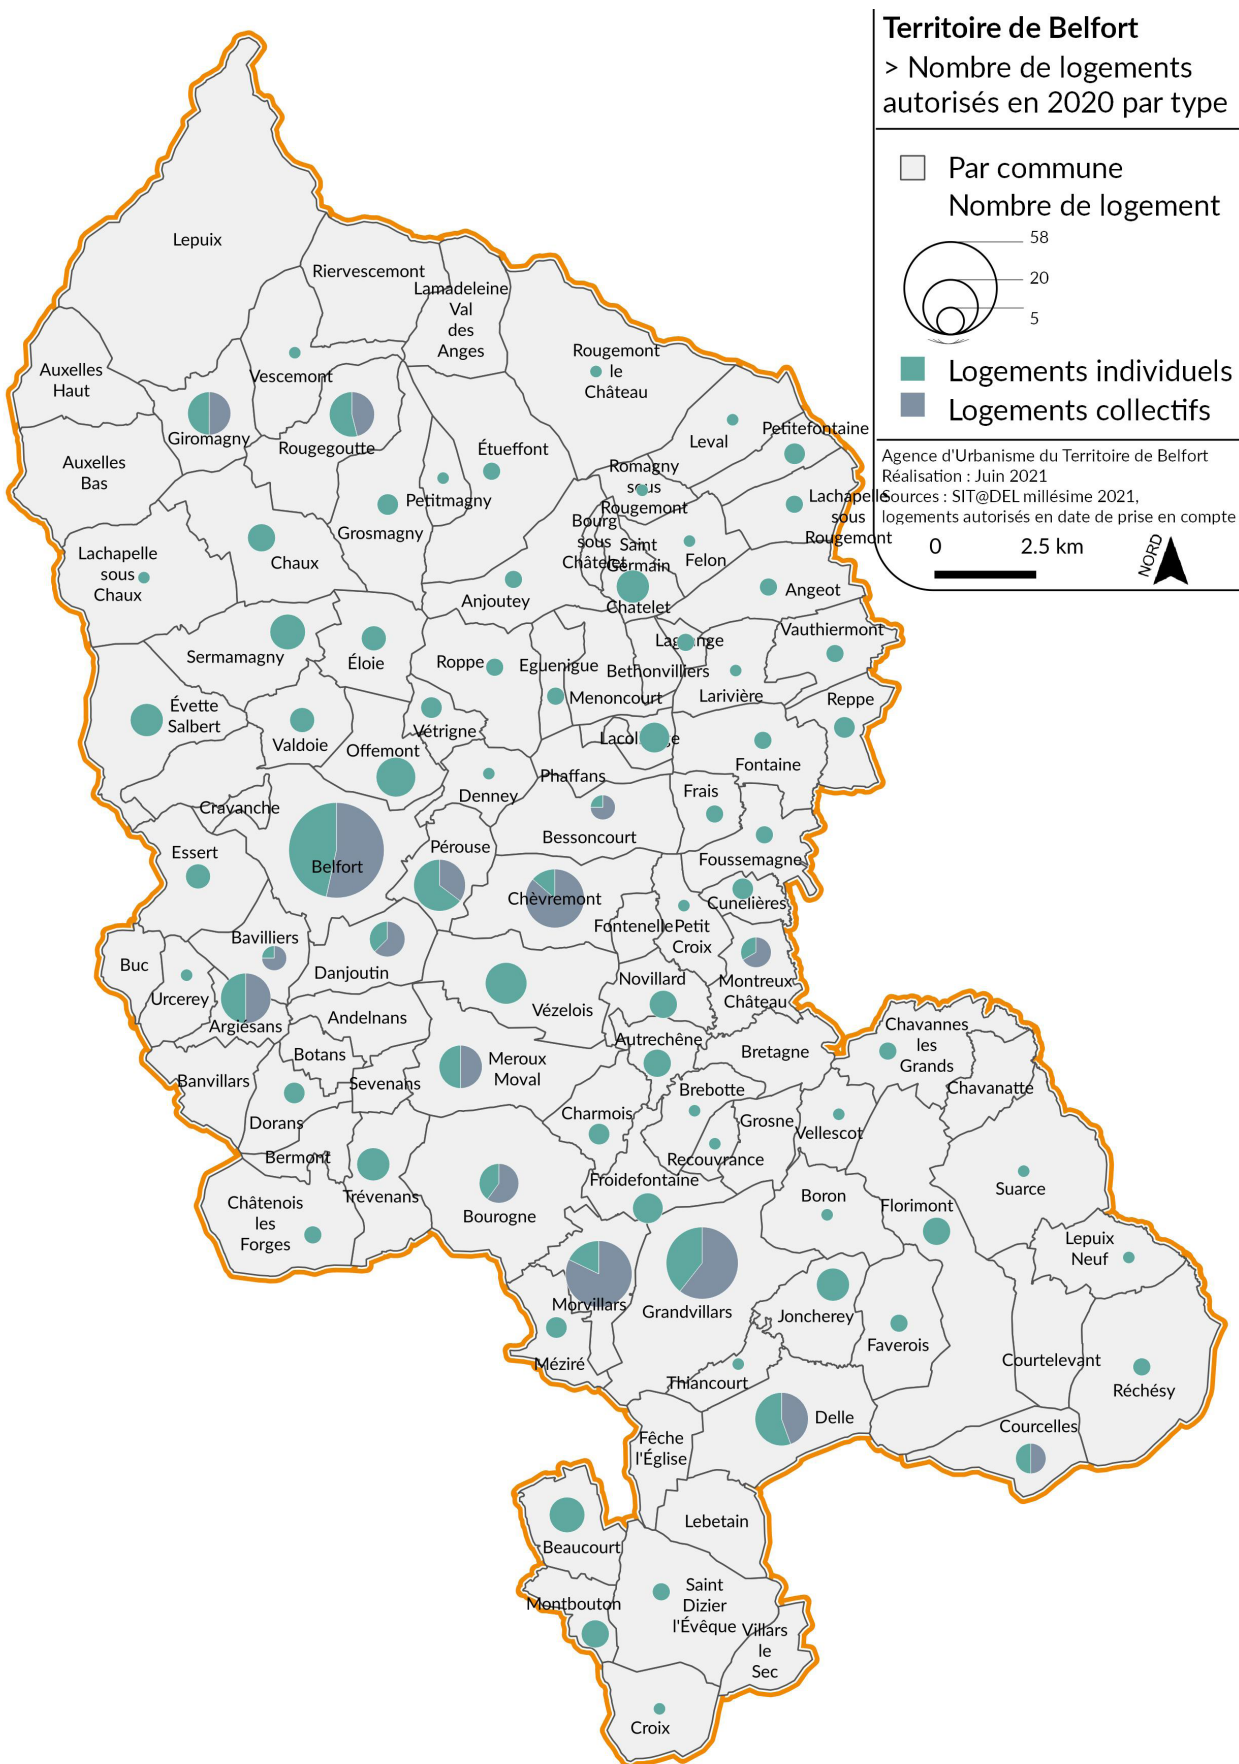 Territoire de Belfort
> Nombre de logements
autorisés en 2020 par type
Par commune
Nombre de logement
58
20
5
Logements individuels
Logements collectifs
Agence d'Urbanisme du Territoire de Belfort
Réalisation : Juin 2021
Sources : SIT@DEL millésime 2021,
logements autorisés en date de prise en compte
0
2.5 km
NORD
Lepuix
Riervescemont
Lamadeleine
Val
des
Anges
Auxelles
Haut
Vescemont
Rougemont
le
Château
Giromagny
Rougegoutte
Leval
Petitefontaine
Auxelles
Bas
Étueffont
Romagny
sous
Rougemont
Petitmagny
Lachapelle
sous
Rougemont
Grosmagny
Bourg
sous
Châtelet
Saint
Germain
Chatelet
Felon
Lachapelle
sous
Chaux
Chaux
Anjoutey
Angeot
Sermamagny
Éloie
Roppe
Eguenigue
Menoncourt
Bethonvilliers
Lagrange
Larivière
Vauthiermont
Reppe
Évette
Salbert
Valdoie
Offemont
Vétrigne
Lacollonge
Fontaine
Denney
Phaffans
Frais
Cravanche
Bessoncourt
Foussemagne
Essert
Belfort
Pérouse
Chèvremont
Cunelières
Fontenelle
Petit
Croix
Bavilliers
Danjoutin
Montreux
Château
Buc
Urcerey
Argiésans
Vézelois
Novillard
Andelnans
Autrechêne
Bretagne
Chavannes
les
Grands
Chavanatte
Botans
Banvillars
Sevenans
Meroux
Moval
Brebotte
Dorans
Charmois
Grosne
Vellescot
Bermont
Recouvrance
Suarce
Trévenans
Châtenois
les
Forges
Bourogne
Froidefontaine
Boron
Florimont
Lepuix
Neuf
Morvillars
Grandvillars
Joncherey
Faverois
Courtelevant
Réchésy
Méziré
Thiancourt
Delle
Courcelles
Fêche
l'Église
Lebetain
Beaucourt
Saint
Dizier
l'Évêque
Montbouton
Villars
le
Sec
Croix